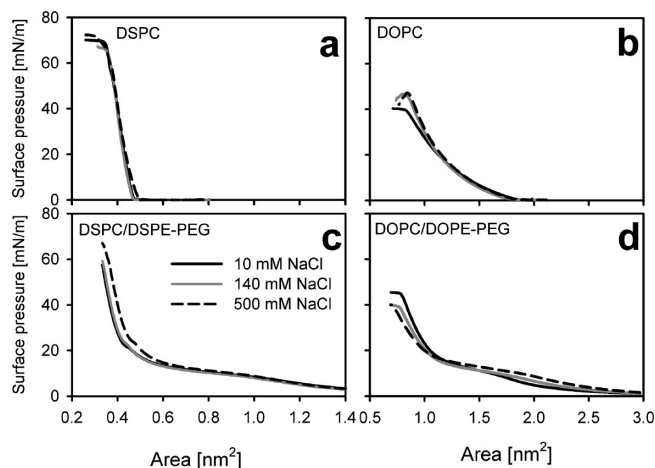 80
60
40
20
0
Surface pressure [mN/m]
DSPC
a
DOPC
b
80
60
40
20
0
Surface pressure [mN/m]
DSPC/DSPE-PEG
c
10 mM NaCl
140 mM NaCl
500 mM NaCl
DOPC/DOPE-PEG
d
0.2 0.4 0.6 0.8 1.0 1.2 1.4
0.5 1.0 1.5 2.0 2.5 3.0
Area [nm²]
Area [nm²]